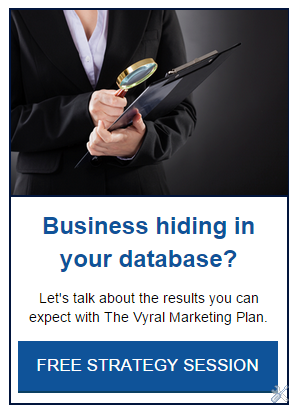 Business hiding in
your database?
Let's talk about the results you can
expect with The Vyral Marketing Plan.
FREE STRATEGY SESSION